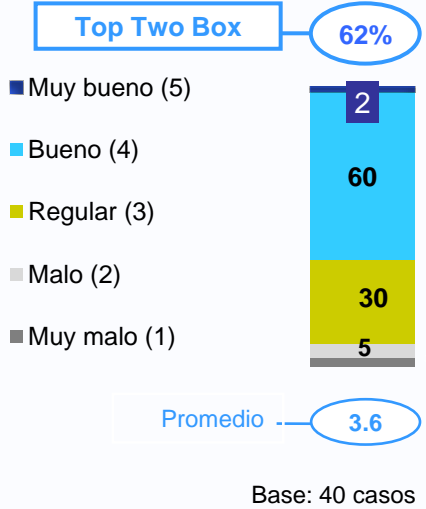 Top Two Box
62%
Muy bueno (5)
2
Bueno (4)
60
Regular (3)
30
Malo (2)
5
Muy malo (1)
Promedio
3.6
Base: 40 casos